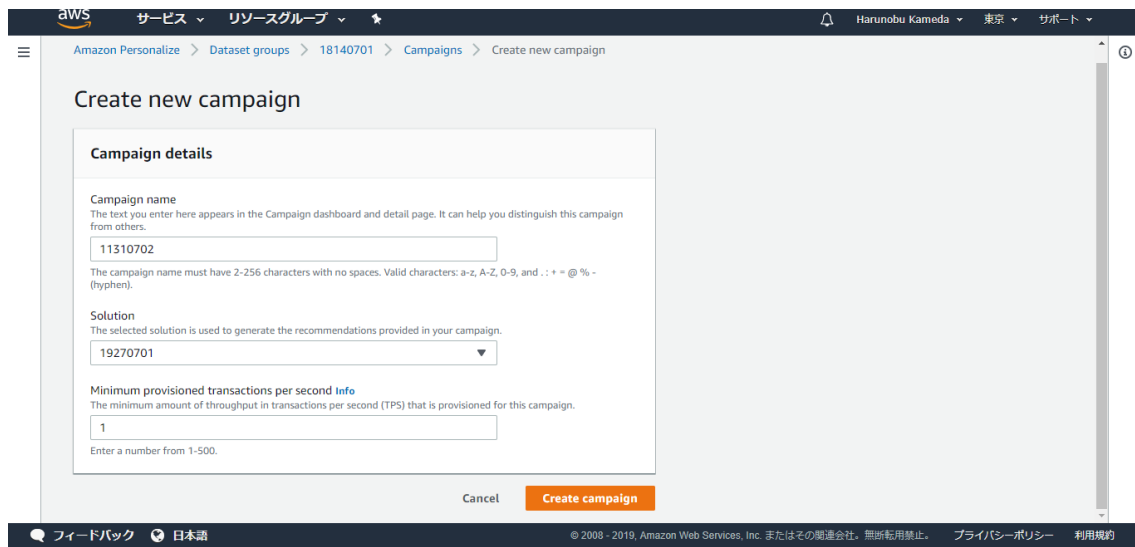 aws サービス リソースグループ Harunobu Kameda 東京 サポート
Amazon Personalize > Dataset groups > 18140701 > Campaigns > Create new campaign
Create new campaign
Campaign details
Campaign name
The text you enter here appears in the Campaign dashboard and detail page. It can help you distinguish this campaign
from others.
11310702
The campaign name must have 2-256 characters with no spaces. Valid characters: a-z, A-Z, 0-9, and . : + = @ % -
(hyphen).
Solution
The selected solution is used to generate the recommendations provided in your campaign.
19270701
Minimum provisioned transactions per second Info
The minimum amount of throughput in transactions per second (TPS) that is provisioned for this campaign.
1
Enter a number from 1-500.
Cancel Create campaign
フィードバック 日本語 © 2008 - 2019, Amazon Web Services, Inc. またはその関連会社。無断転用禁止。 プライバシーポリシー 利用規約